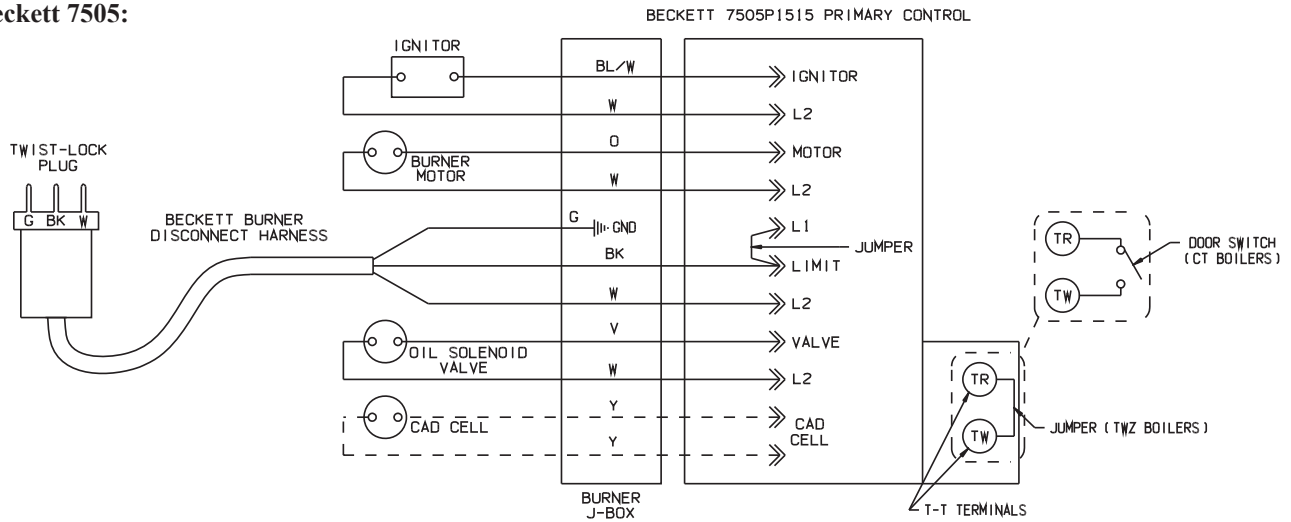 eckett 7505:
BECKETT 7505P1515 PRIMARY CONTROL
IGNITOR
BL/W
IGNITOR
W
L2
O
MOTOR
BURNER
MOTOR
W
L2
TWIST-LOCK
PLUG
G BK W
BECKETT BURNER
DISCONNECT HARNESS
G
GND
L1
JUMPER
BK
LIMIT
W
L2
TR
TW
DOOR SWITCH
(CT BOILERS)
V
VALVE
OIL SOLENOID
VALVE
W
L2
Y
CAD CELL
CAD
CELL
Y
TR
TW
JUMPER (TWZ BOILERS)
T-T TERMINALS
BURNER
J-BOX